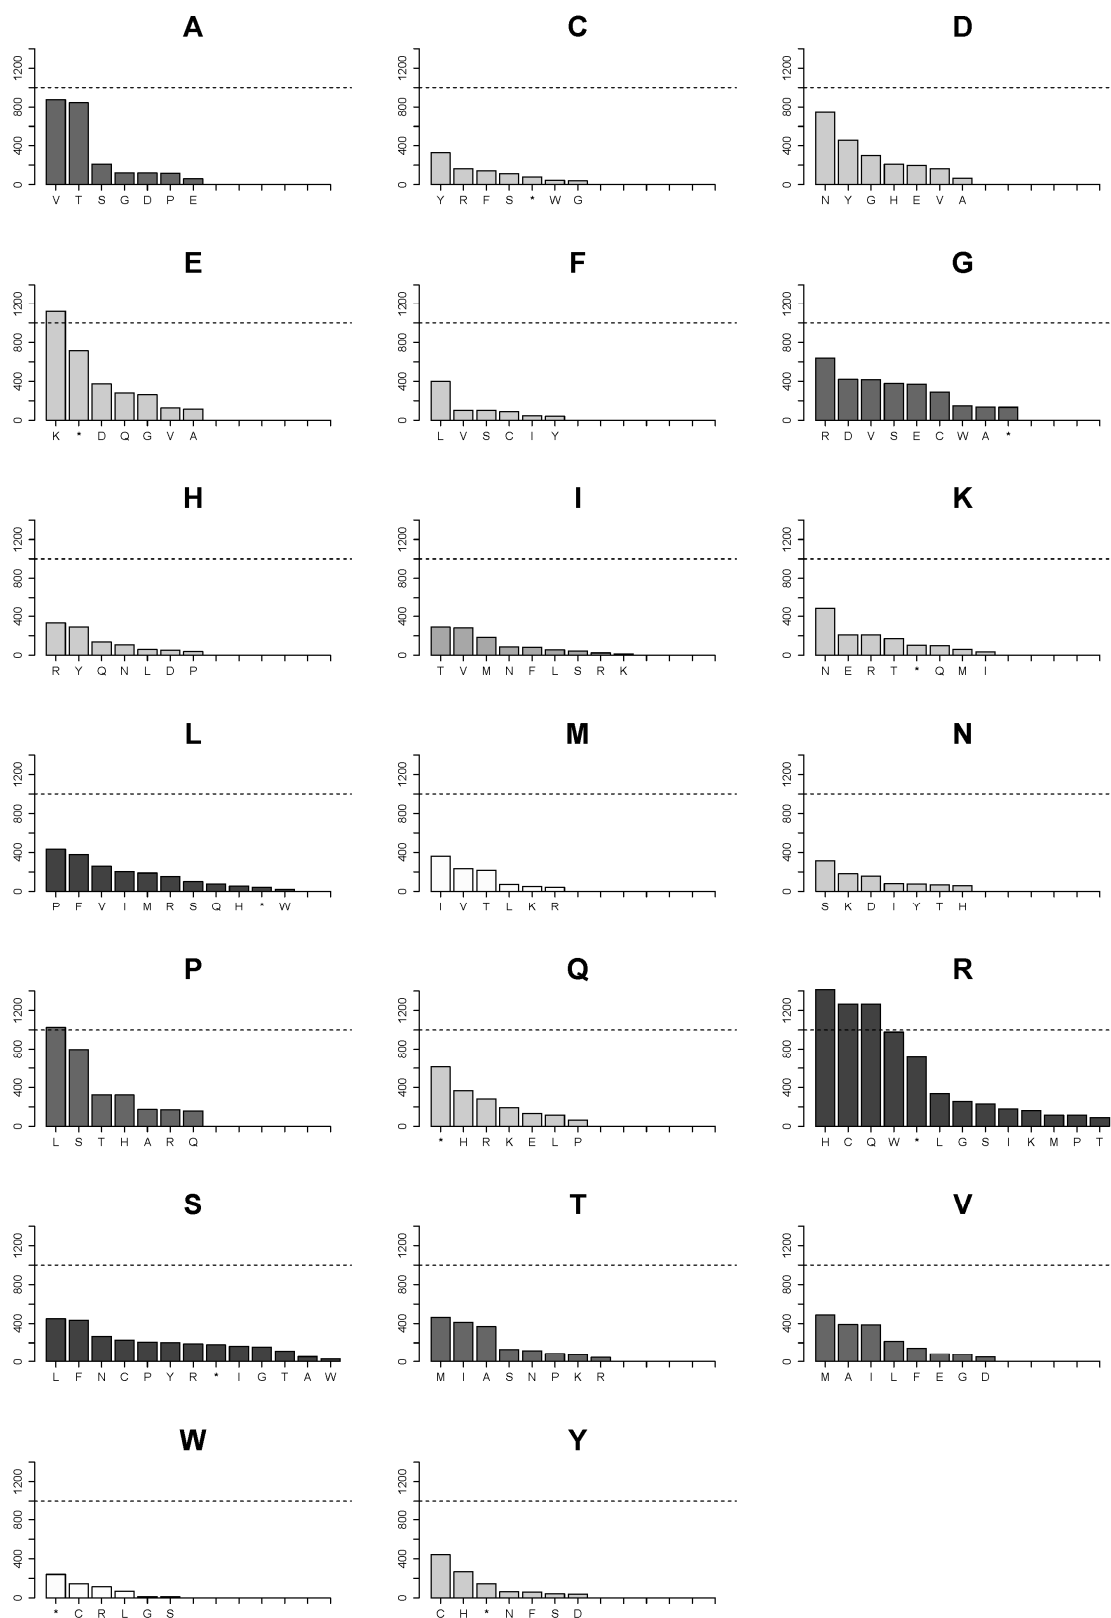 A C D
0 400 800 1200 0 400 800 1200 0 400 800 1200
V T S G D P E Y R F S * W G N Y G H E V A
E F G
0 400 800 1200 0 400 800 1200 0 400 800 1200
K * D Q G V A L V S C I Y R D V S E C W A *
H I K
0 400 800 1200 0 400 800 1200 0 400 800 1200
R Y Q N L D P T V M N F L S R K N E R T * Q M I
L M N
0 400 800 1200 0 400 800 1200 0 400 800 1200
P F V I M R S Q H * W I V T L K R S K D I Y T H
P Q R
0 400 800 1200 0 400 800 1200 0 400 800 1200
L S T H A R Q * H R K E L P H C Q W * L G S I K M P T
S T V
0 400 800 1200 0 400 800 1200 0 400 800 1200
L F N C P Y R * I G T A W M I A S N P K R M A I L F E G D
W Y
0 400 800 1200 0 400 800 1200
* C R L G S C H * N F S D